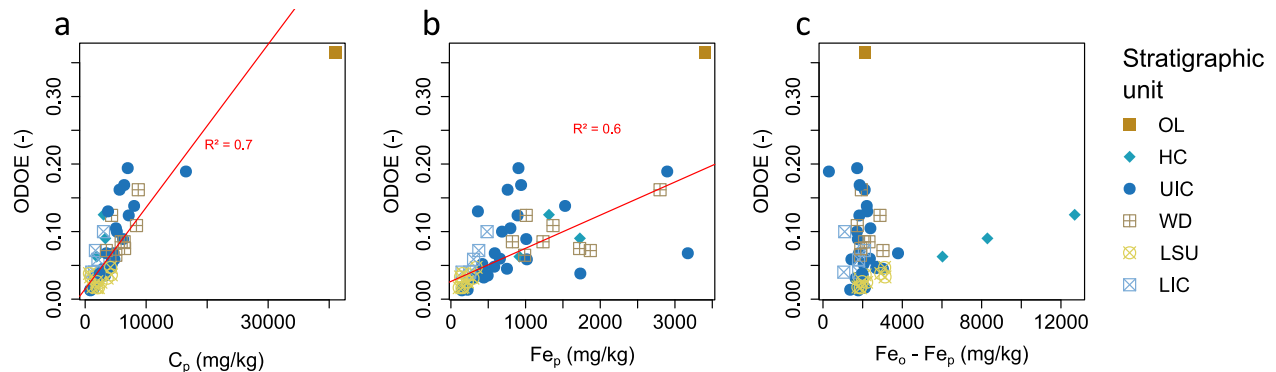 a
ODOE (-)
0.00 0.10 0.20 0.30
R² = 0.7
0 10000 30000
Cp (mg/kg)
b
ODOE (-)
0.00 0.10 0.20 0.30
R² = 0.6
0 1000 2000 3000
Fep (mg/kg)
c
ODOE (-)
0.00 0.10 0.20 0.30
0 4000 8000 12000
Feo - Fep (mg/kg)
Stratigraphic
unit
OL
HC
UIC
WD
LSU
LIC